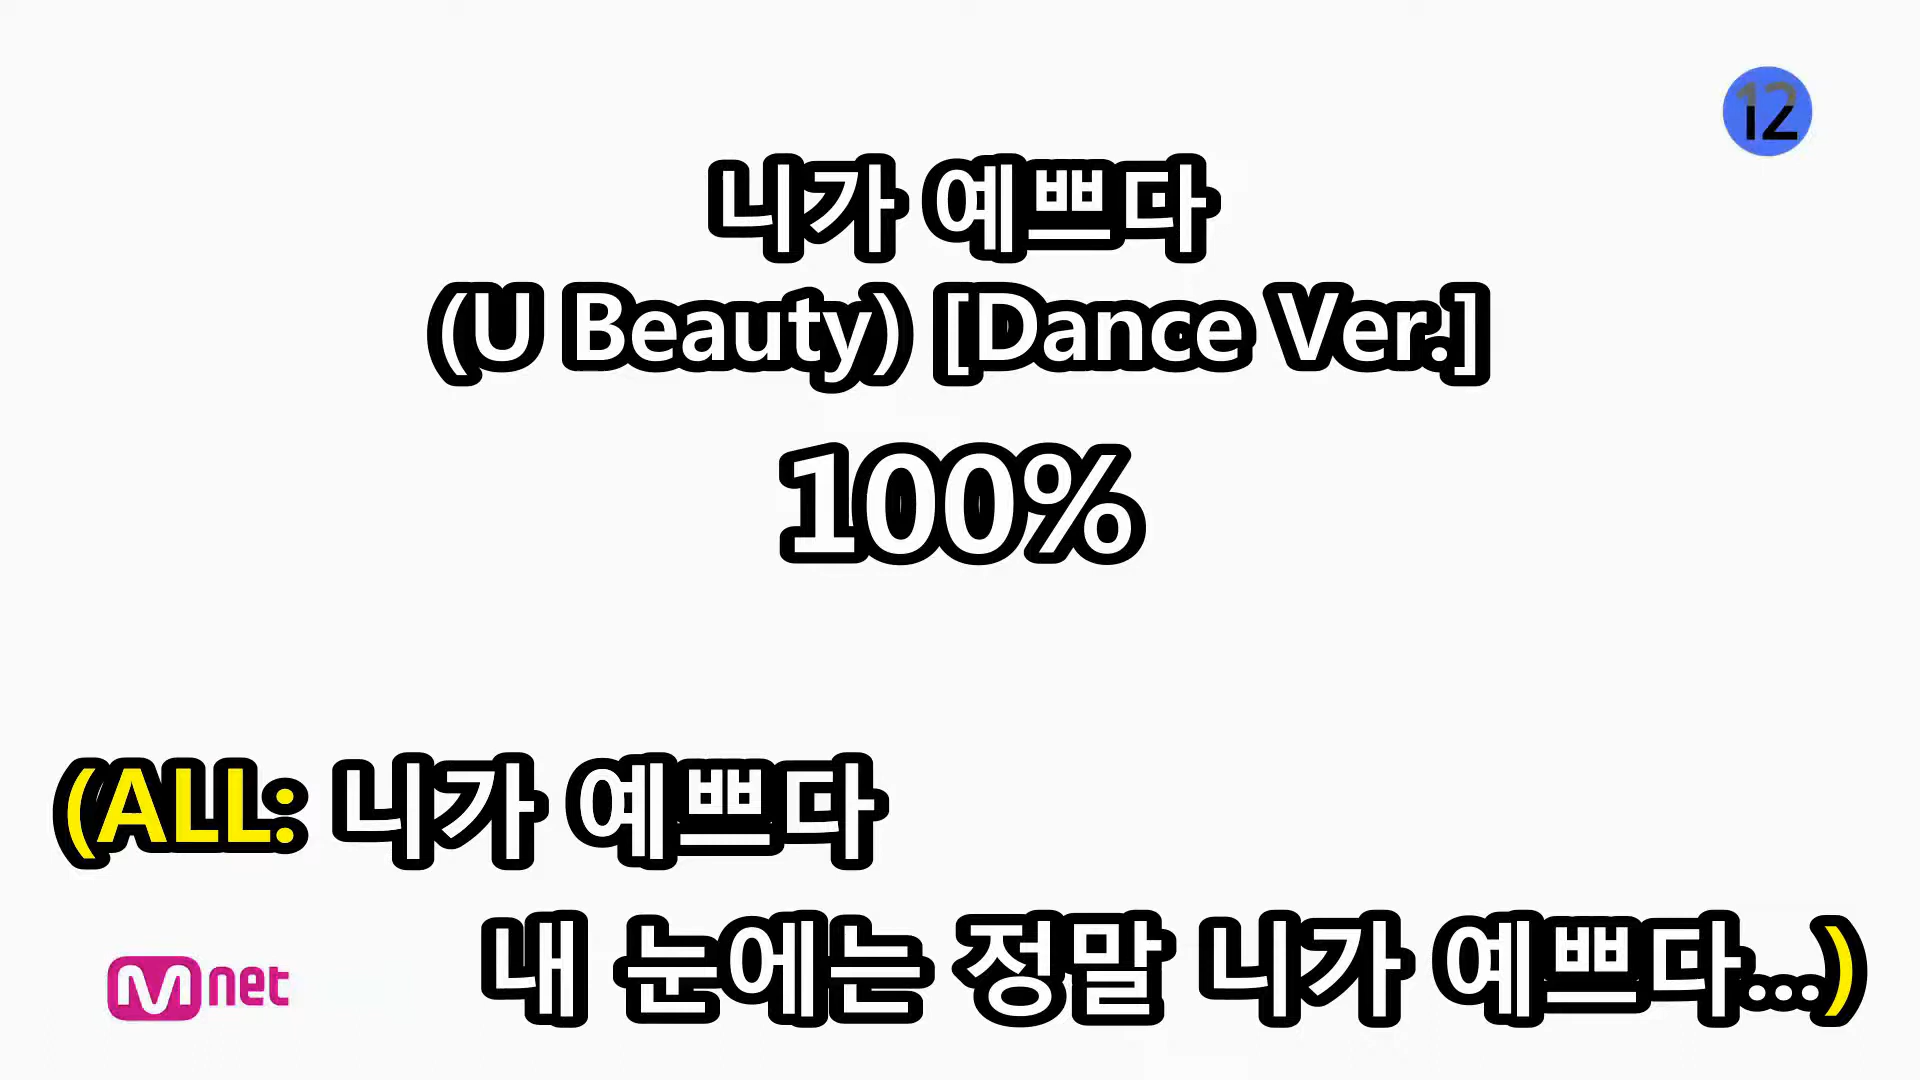 12
니가 예쁘다
(U Beauty) [Dance Ver.]
100%
(ALL: 니가 예쁘다
내 눈에는 정말 니가 예쁘다...)
Mnet